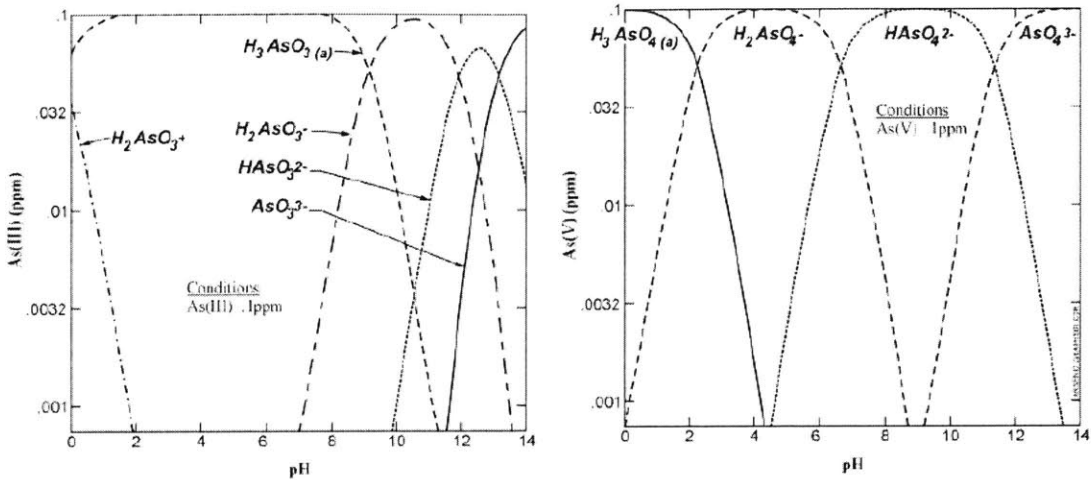 .1
.032
.01
.0032
.001
As(III) (ppm)
H₃AsO₃(a)
H₂AsO₃⁺
H₂AsO₃⁻
HAsO₃²⁻
AsO₃³⁻
Conditions
As(III) .1ppm
0 2 4 6 8 10 12 14
pH
.1
.032
.01
.0032
.001
As(V) (ppm)
H₃AsO₄(a) H₂AsO₄⁻ HAsO₄²⁻ AsO₄³⁻
Conditions
As(V) .1ppm
0 2 4 6 8 10 12 14
pH